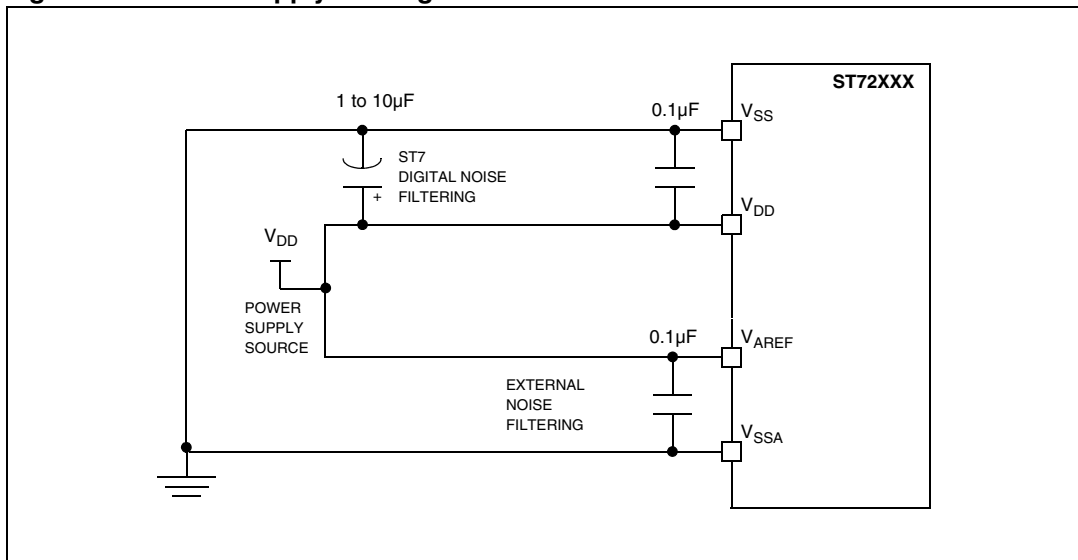 ST72XXX
1 to 10µF
0.1µF
VSS
ST7
DIGITAL NOISE
FILTERING
+
VDD
VDD
POWER
SUPPLY
SOURCE
0.1µF
VAREF
EXTERNAL
NOISE
FILTERING
VSSA